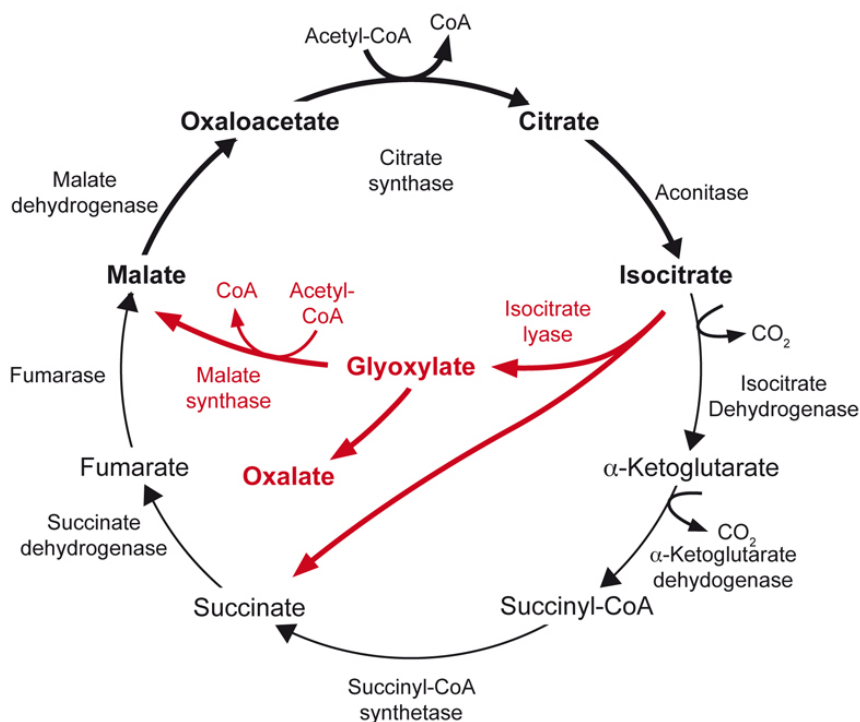 Acetyl-CoA
CoA
Oxaloacetate
Citrate
Citrate
synthase
Malate
dehydrogenase
Aconitase
Malate
Isocitrate
CoA
Acetyl-
CoA
Isocitrate
lyase
CO₂
Fumarase
Malate
synthase
Glyoxylate
Isocitrate
Dehydrogenase
Fumarate
Oxalate
α-Ketoglutarate
Succinate
dehydrogenase
CO₂
α-Ketoglutarate
dehydogenase
Succinate
Succinyl-CoA
Succinyl-CoA
synthetase